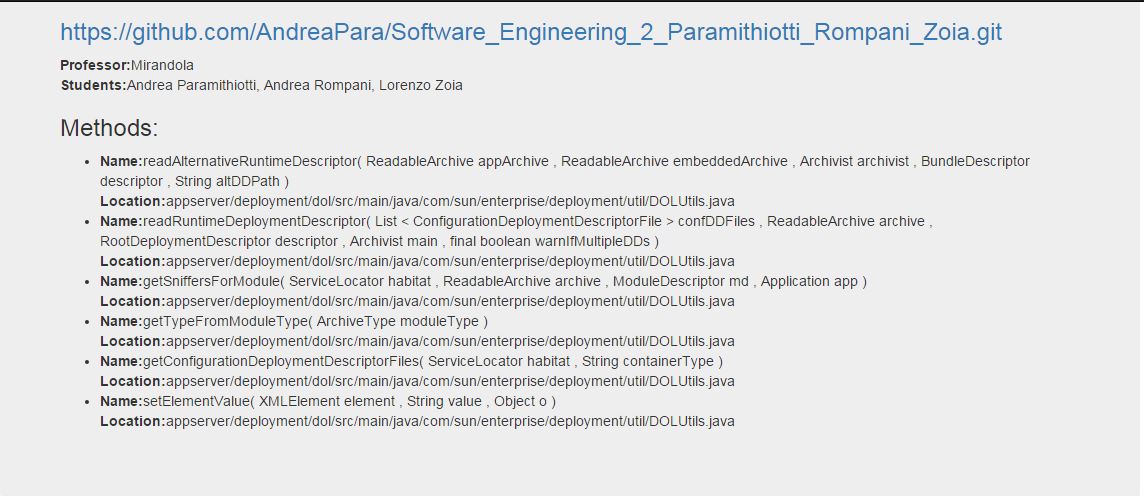 https://github.com/AndreaPara/Software_Engineering_2_Paramithiotti_Rompani_Zoia.git
Professor:Mirandola
Students:Andrea Paramithiotti, Andrea Rompani, Lorenzo Zoia
Methods:
• Name:readAlternativeRuntimeDescriptor( ReadableArchive appArchive , ReadableArchive embeddedArchive , Archivist archivist , BundleDescriptor
descriptor , String altDDPath )
Location:appserver/deployment/dol/src/main/java/com/sun/enterprise/deployment/util/DOLUtils.java
• Name:readRuntimeDeploymentDescriptor( List < ConfigurationDeploymentDescriptorFile > confDDFiles , ReadableArchive archive ,
RootDeploymentDescriptor descriptor , Archivist main , final boolean warnIfMultipleDDs )
Location:appserver/deployment/dol/src/main/java/com/sun/enterprise/deployment/util/DOLUtils.java
• Name:getSniffersForModule( ServiceLocator habitat , ReadableArchive archive , ModuleDescriptor md , Application app )
Location:appserver/deployment/dol/src/main/java/com/sun/enterprise/deployment/util/DOLUtils.java
• Name:getTypeFromModuleType( ArchiveType moduleType )
Location:appserver/deployment/dol/src/main/java/com/sun/enterprise/deployment/util/DOLUtils.java
• Name:getConfigurationDeploymentDescriptorFiles( ServiceLocator habitat , String containerType )
Location:appserver/deployment/dol/src/main/java/com/sun/enterprise/deployment/util/DOLUtils.java
• Name:setElementValue( XMLElement element , String value , Object o )
Location:appserver/deployment/dol/src/main/java/com/sun/enterprise/deployment/util/DOLUtils.java